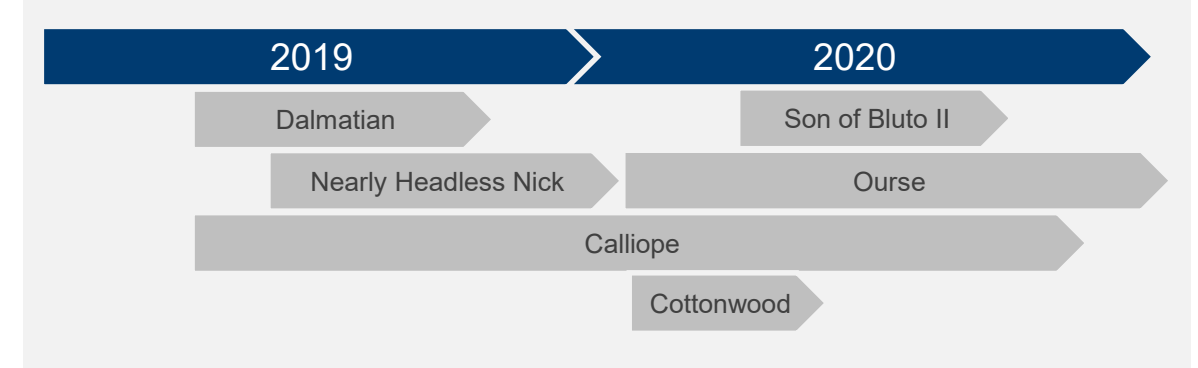 2019
2020
Dalmatian
Son of Bluto II
Nearly Headless Nick
Ourse
Calliope
Cottonwood